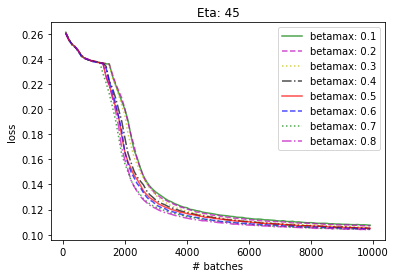 Eta: 45
loss
0.26
0.24
0.22
0.20
0.18
0.16
0.14
0.12
0.10
betamax: 0.1
betamax: 0.2
betamax: 0.3
betamax: 0.4
betamax: 0.5
betamax: 0.6
betamax: 0.7
betamax: 0.8
0 2000 4000 6000 8000 10000
# batches